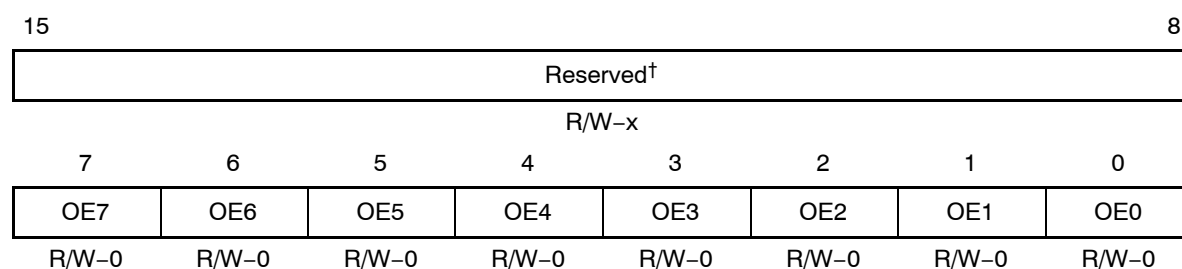 15 8
Reserved†
R/W−x
7 6 5 4 3 2 1 0
OE7 OE6 OE5 OE4 OE3 OE2 OE1 OE0
R/W−0 R/W−0 R/W−0 R/W−0 R/W−0 R/W−0 R/W−0 R/W−0